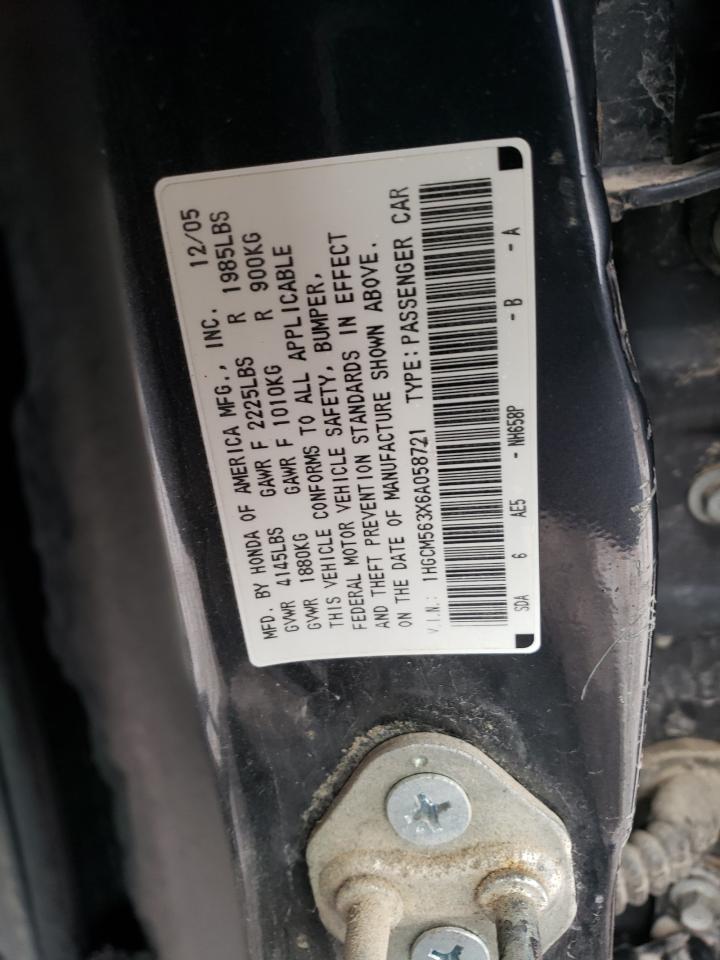 MFD. BY HONDA OF AMERICA MFG., INC. 12/05
GVWR 4145LBS GAWR F 2225LBS R 1985LBS
GVWR 1880KG GAWR F 1010KG R 900KG
THIS VEHICLE CONFORMS TO ALL APPLICABLE
FEDERAL MOTOR VEHICLE SAFETY, BUMPER,
AND THEFT PREVENTION STANDARDS IN EFFECT
ON THE DATE OF MANUFACTURE SHOWN ABOVE.
V.I.N.: 1HGCM563X6A058721 TYPE: PASSENGER CAR
SDA 6 AE5 - NH658P - B - A